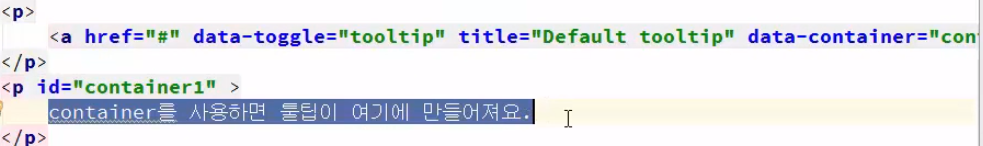 <p>
<a href="#" data-toggle="tooltip" title="Default tooltip" data-container="con
</p>
<p id="container1" >
container를 사용하면 툴팁이 여기에 만들어져요.
</p>